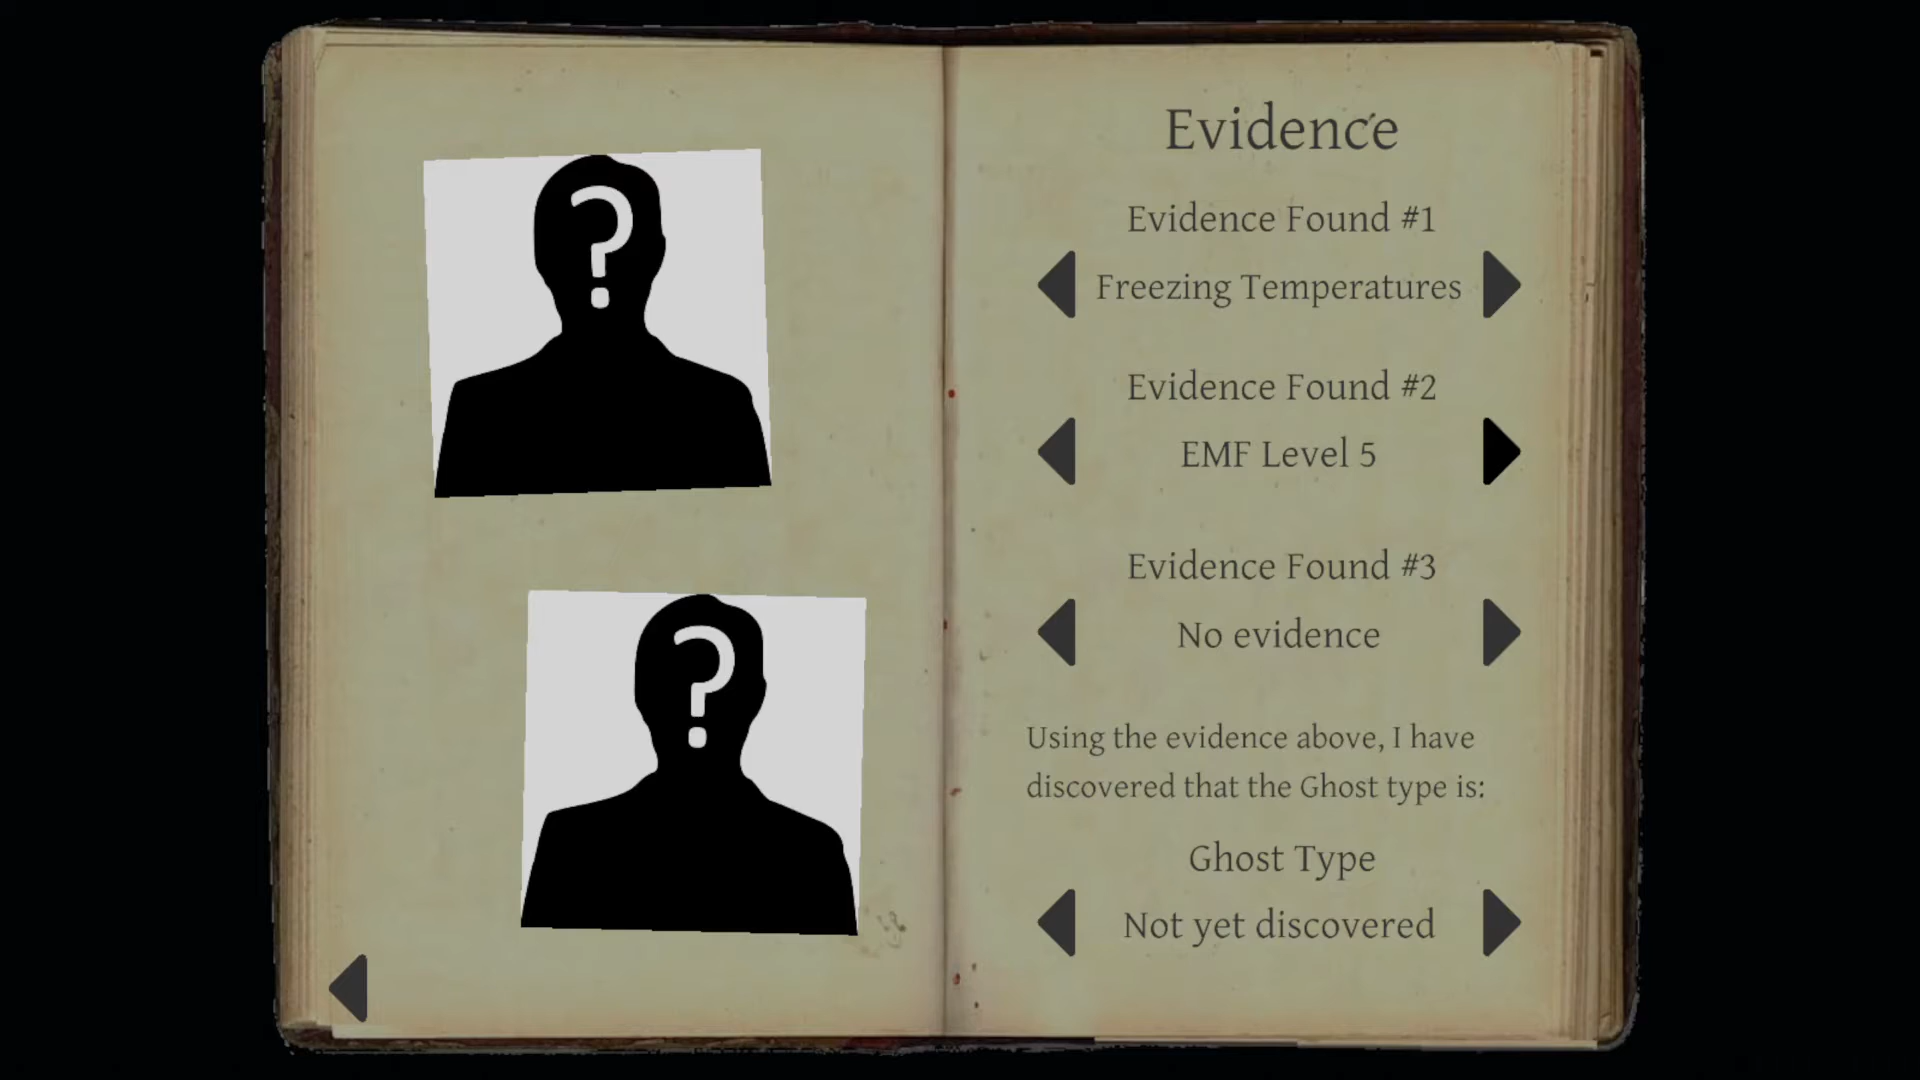 ?
?
Evidence
Evidence Found #1
Freezing Temperatures
Evidence Found #2
EMF Level 5
Evidence Found #3
No evidence
Using the evidence above, I have
discovered that the Ghost type is:
Ghost Type
Not yet discovered